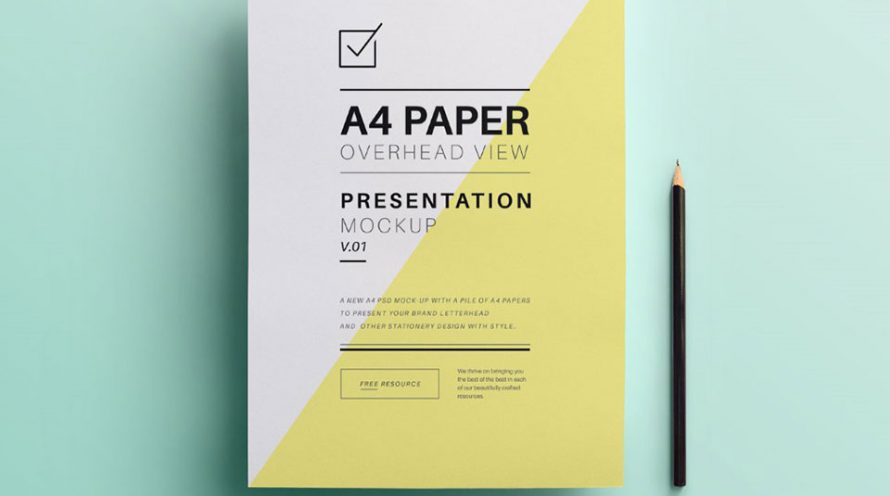 A4 PAPER
OVERHEAD VIEW
PRESENTATION
MOCKUP
V.01
A NEW A4 PSD MOCK-UP WITH A PILE OF A4 PAPERS
TO PRESENT YOUR BRAND LETTERHEAD
AND OTHER STATIONERY DESIGN WITH STYLE.
FREE RESOURCE
We thrive on bringing you
the best of the best in each
of our beautifully crafted
resources.